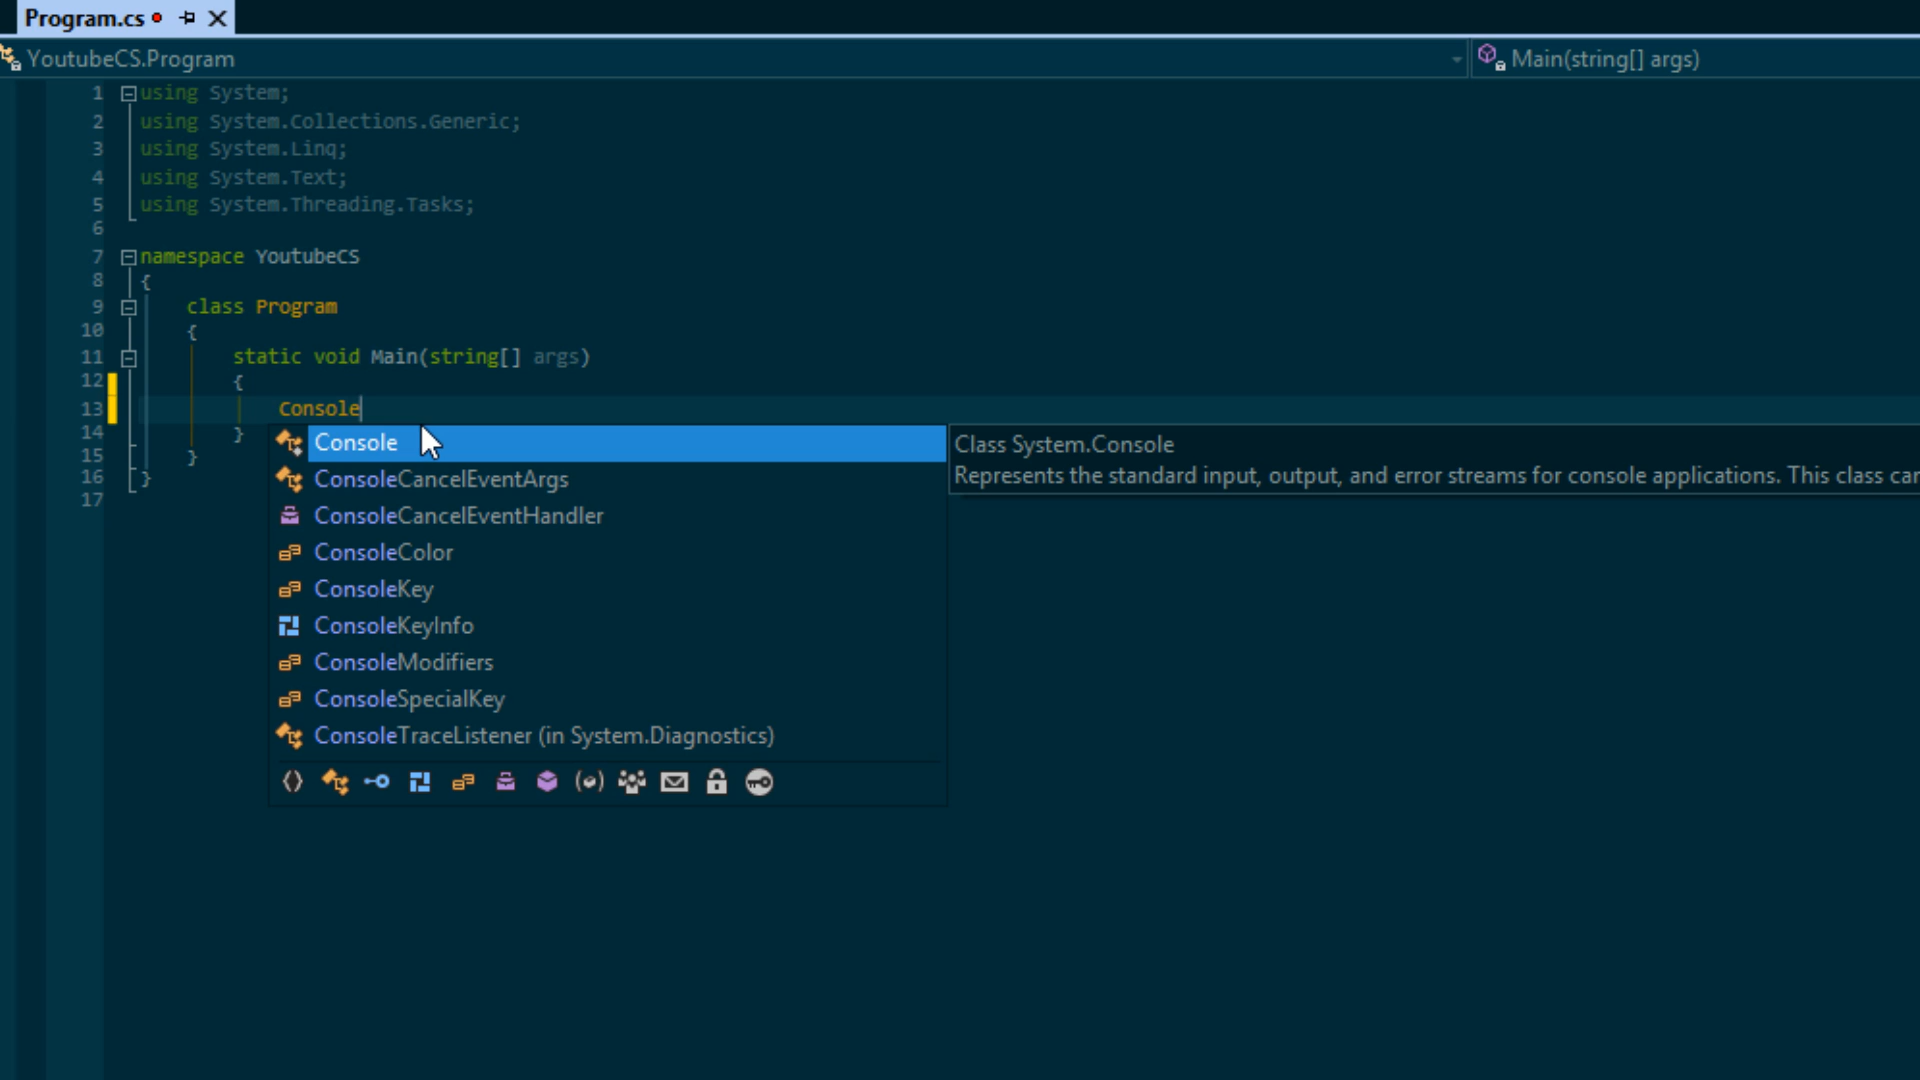 Program.cs
YoutubeCS.Program
Main(string[] args)
1 using System;
2 using System.Collections.Generic;
3 using System.Linq;
4 using System.Text;
5 using System.Threading.Tasks;
6
7 namespace YoutubeCS
8 {
9 class Program
10 {
11 static void Main(string[] args)
12 {
13 Console
14 }
15 }
16 }
17
Console
ConsoleCancelEventArgs
ConsoleCancelEventHandler
ConsoleColor
ConsoleKey
ConsoleKeyInfo
ConsoleModifiers
ConsoleSpecialKey
ConsoleTraceListener (in System.Diagnostics)
Class System.Console
Represents the standard input, output, and error streams for console applications. This class car